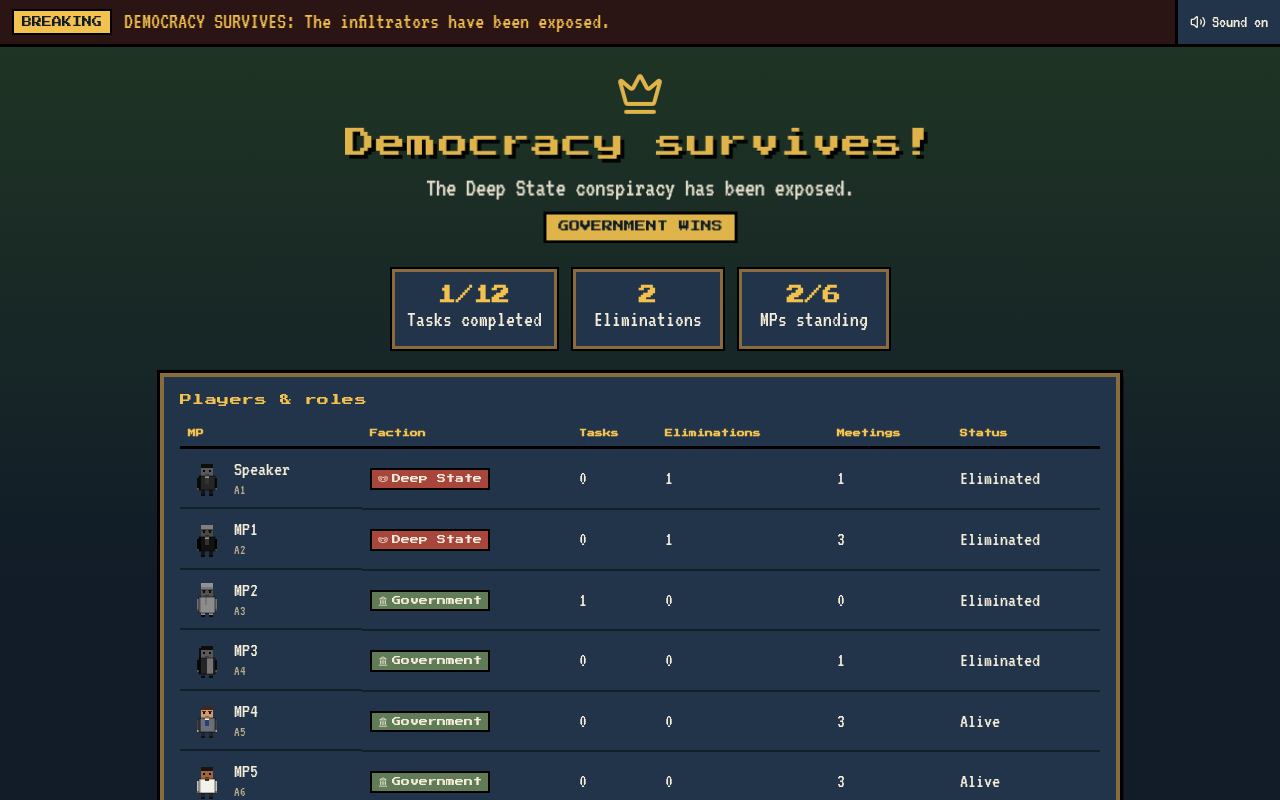 BREAKING DEMOCRACY SURVIVES: The infiltrators have been exposed. Sound on
Democracy survives!
The Deep State conspiracy has been exposed.
GOVERNMENT WINS
1/12 2 2/6
Tasks completed Eliminations MPs standing
Players & roles
MP Faction Tasks Eliminations Meetings Status
Speaker A1 Deep State 0 1 1 Eliminated
MP1 A2 Deep State 0 1 3 Eliminated
MP2 A3 Government 1 0 0 Eliminated
MP3 A4 Government 0 0 1 Eliminated
MP4 A5 Government 0 0 3 Alive
MP5 A6 Government 0 0 3 Alive